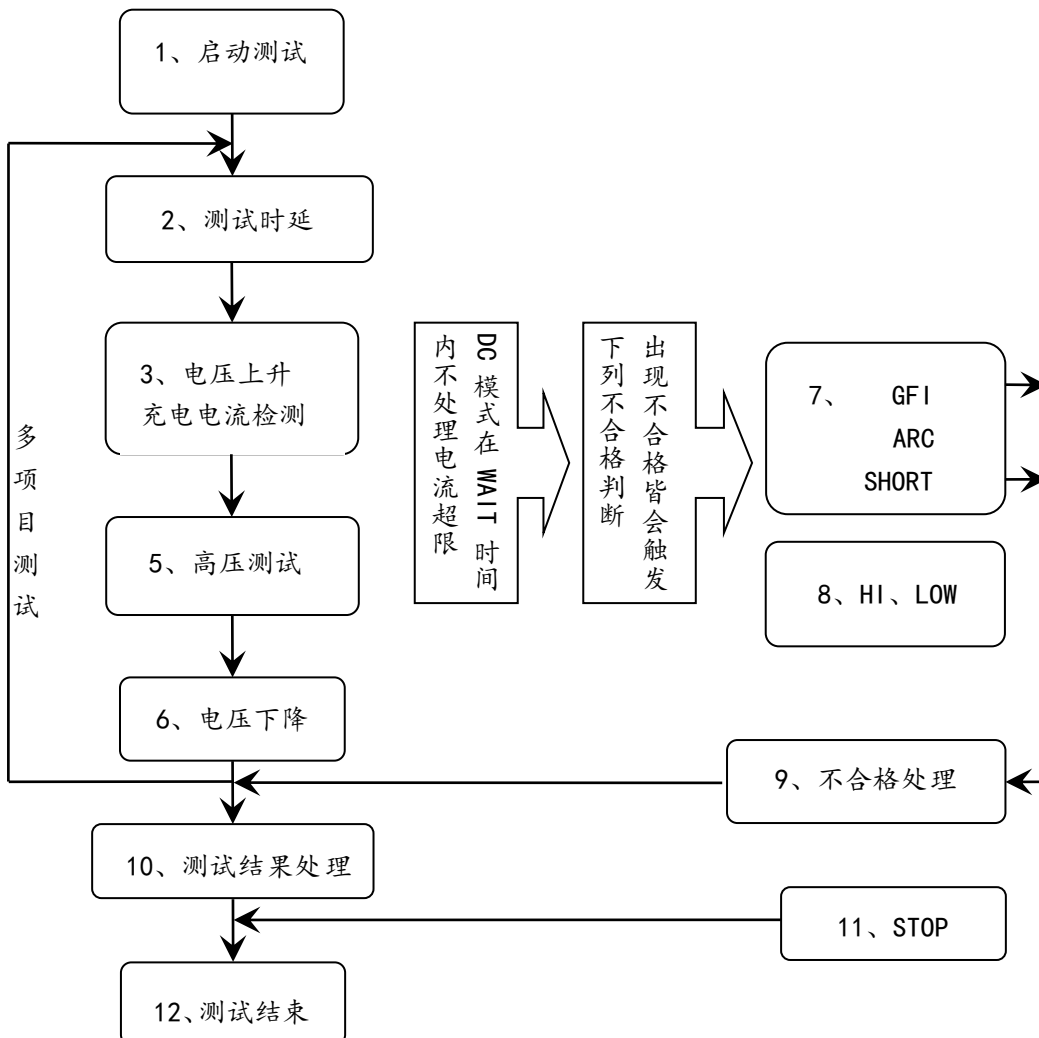 1、启动测试
2、测试时延
3、电压上升
充电电流检测
5、高压测试
6、电压下降
多项目测试
DC 模式在 WAIT 时间
内不处理电流超限
出现不合格皆会触发
下列不合格判断
7、 GFI
ARC
SHORT
8、HI、LOW
9、不合格处理
10、测试结果处理
11、STOP
12、测试结束